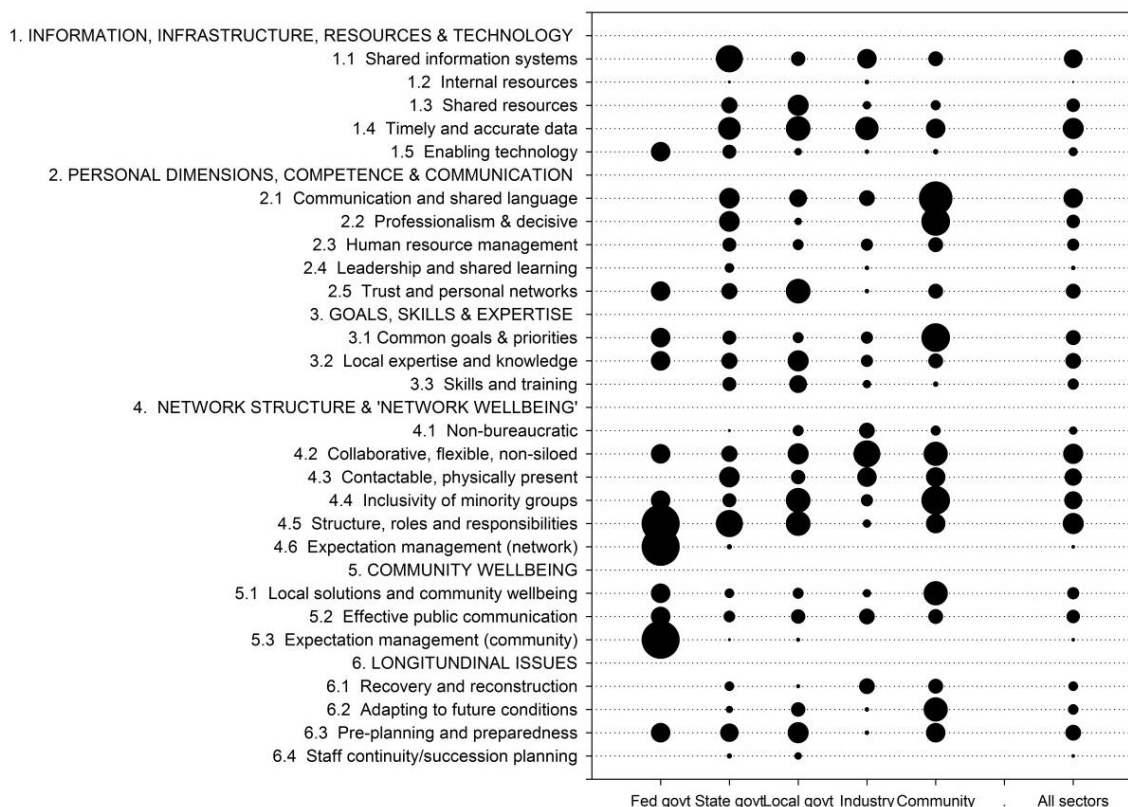 1. INFORMATION, INFRASTRUCTURE, RESOURCES & TECHNOLOGY
1.1 Shared information systems
1.2 Internal resources
1.3 Shared resources
1.4 Timely and accurate data
1.5 Enabling technology
2. PERSONAL DIMENSIONS, COMPETENCE & COMMUNICATION
2.1 Communication and shared language
2.2 Professionalism & decisive
2.3 Human resource management
2.4 Leadership and shared learning
2.5 Trust and personal networks
3. GOALS, SKILLS & EXPERTISE
3.1 Common goals & priorities
3.2 Local expertise and knowledge
3.3 Skills and training
4. NETWORK STRUCTURE & 'NETWORK WELLBEING'
4.1 Non-bureaucratic
4.2 Collaborative, flexible, non-siloed
4.3 Contactable, physically present
4.4 Inclusivity of minority groups
4.5 Structure, roles and responsibilities
4.6 Expectation management (network)
5. COMMUNITY WELLBEING
5.1 Local solutions and community wellbeing
5.2 Effective public communication
5.3 Expectation management (community)
6. LONGITUNDINAL ISSUES
6.1 Recovery and reconstruction
6.2 Adapting to future conditions
6.3 Pre-planning and preparedness
6.4 Staff continuity/succession planning
Fed govt State govt Local govt Industry Community . All sectors